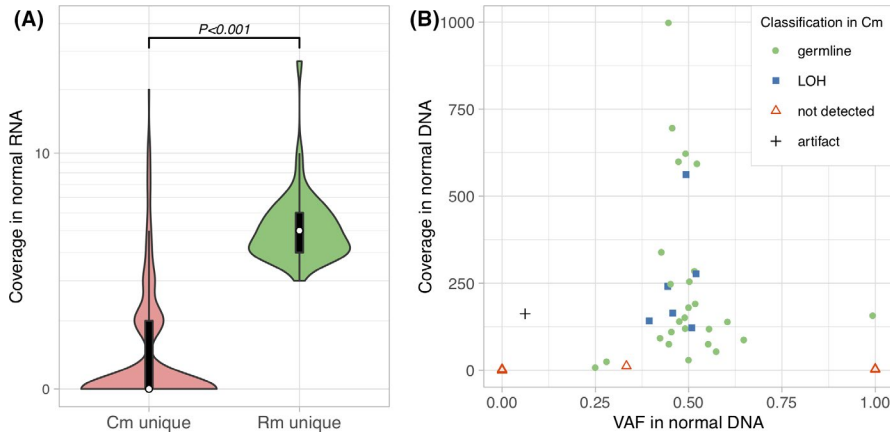 (A)
P<0.001
Coverage in normal RNA
10
0
Cm unique
Rm unique
(B)
Coverage in normal DNA
1000
750
500
250
0
0.00
0.25
0.50
0.75
1.00
VAF in normal DNA
Classification in Cm
germline
LOH
not detected
artifact